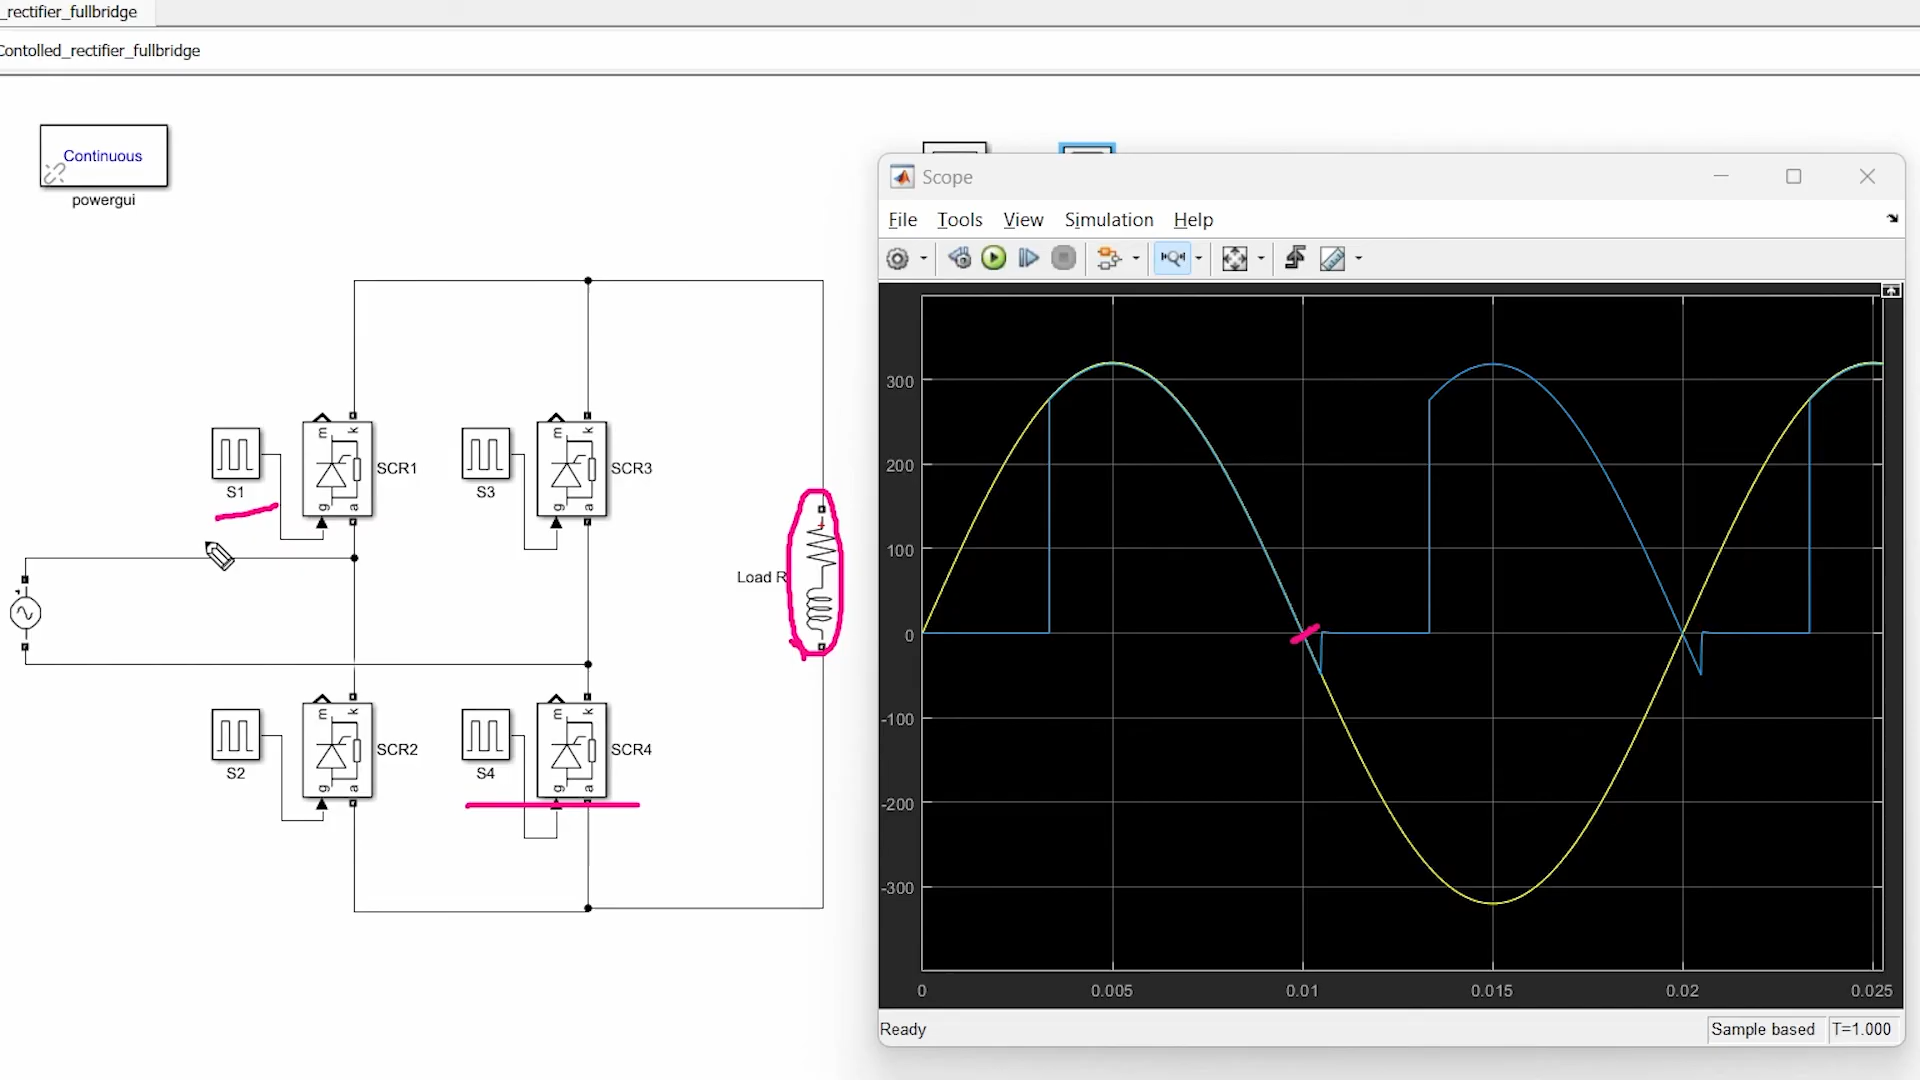 _rectifier_fullbridge
Contolled_rectifier_fullbridge
Continuous
powergui
m k
SCR1
g a
S1
m k
SCR3
g a
S3
Load R
m k
SCR2
g a
S2
m k
SCR4
g a
S4
Scope
File Tools View Simulation Help
300
200
100
0
-100
-200
-300
0 0.005 0.01 0.015 0.02 0.025
Ready Sample based T=1.000